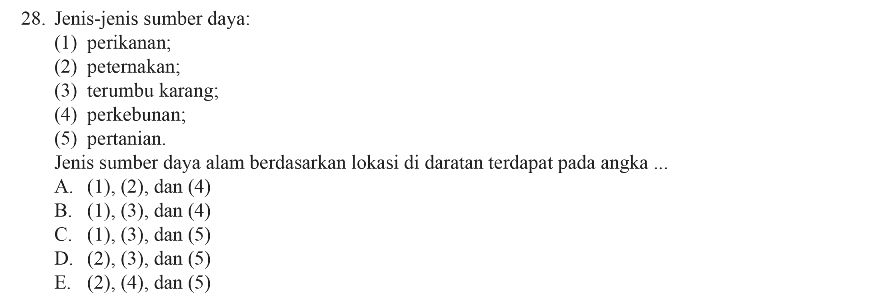 28. Jenis-jenis sumber daya:
(1) perikanan;
(2) peternakan;
(3) terumbu karang;
(4) perkebunan;
(5) pertanian.
Jenis sumber daya alam berdasarkan lokasi di daratan terdapat pada angka ...
A. (1), (2), dan (4)
B. (1), (3), dan (4)
C. (1), (3), dan (5)
D. (2), (3), dan (5)
E. (2), (4), dan (5)